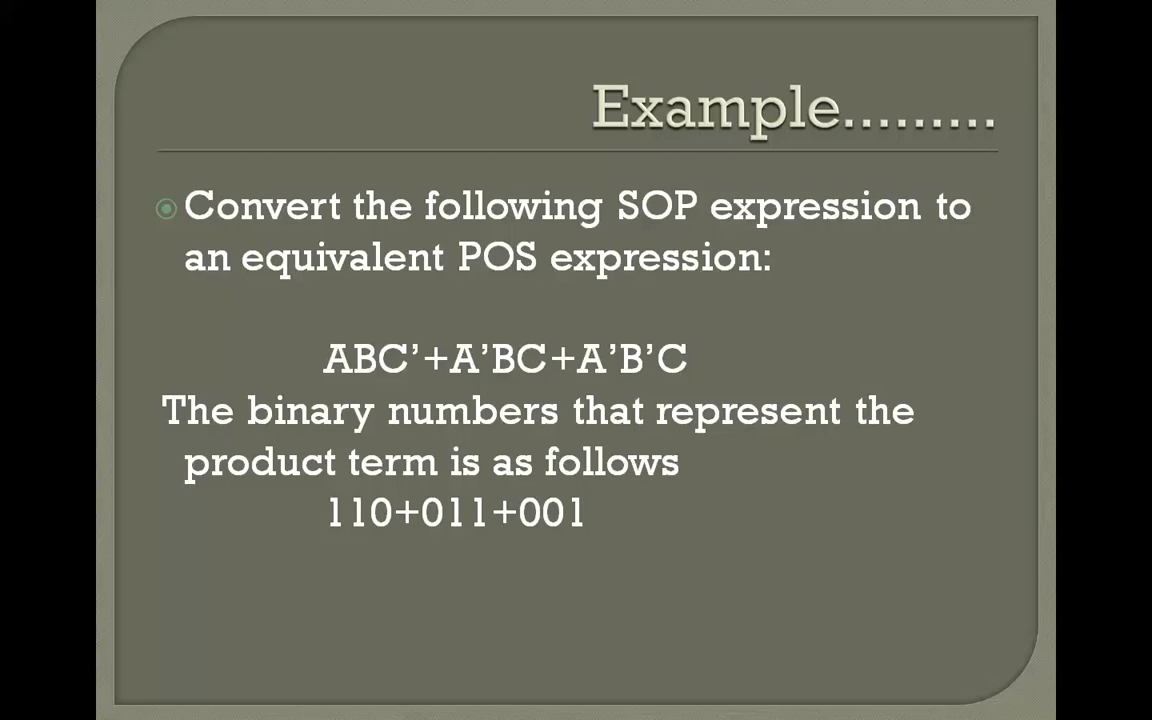 Example.........
Convert the following SOP expression to
an equivalent POS expression:
ABC’+A’BC+A’B’C
The binary numbers that represent the
product term is as follows
110+011+001